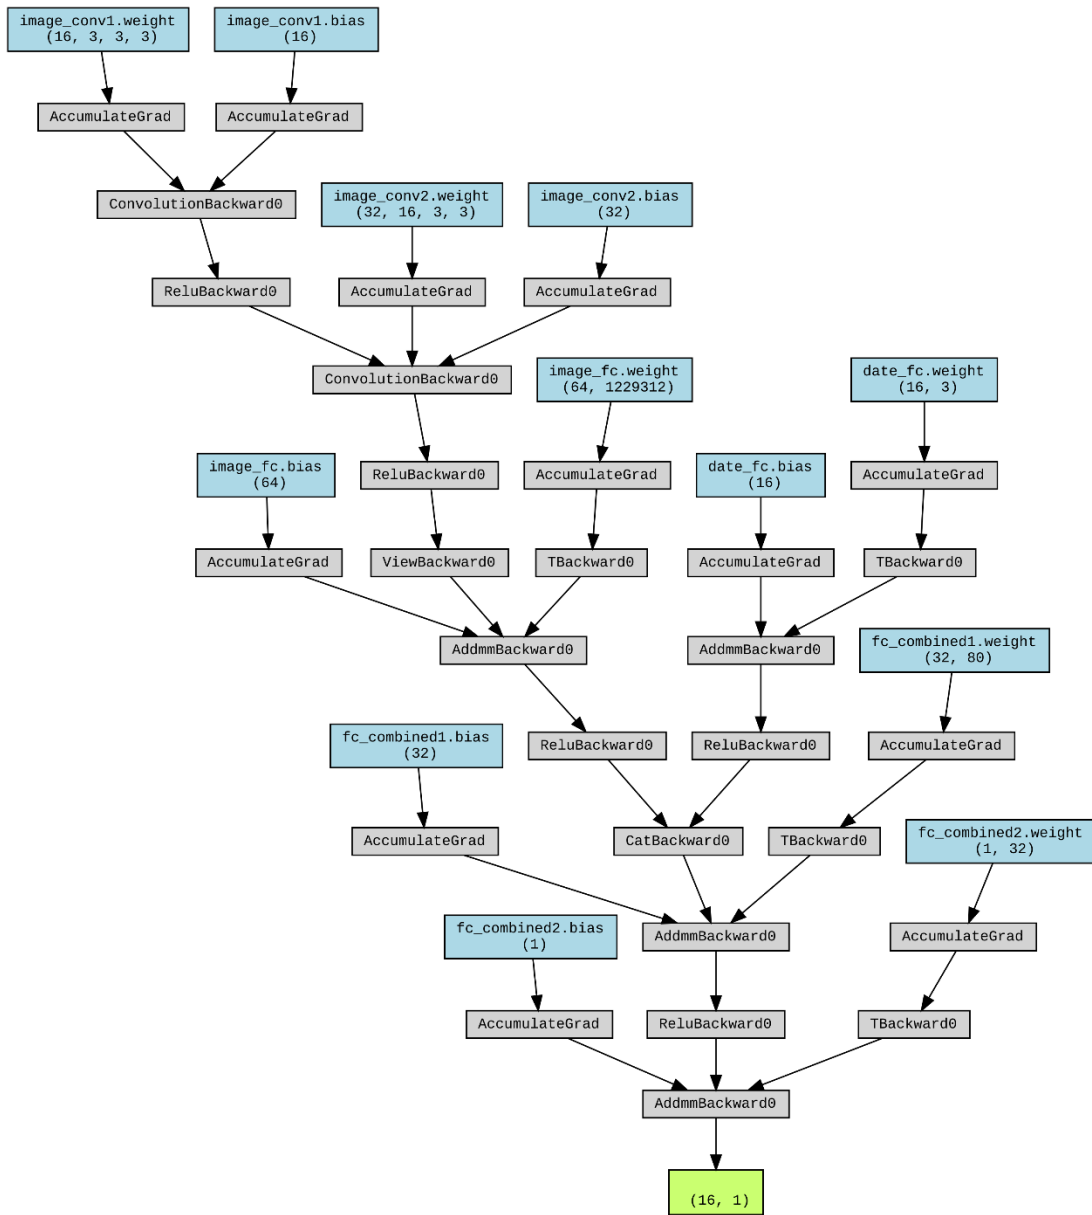 image_conv1.weight
(16, 3, 3, 3)
image_conv1.bias
(16)
AccumulateGrad
AccumulateGrad
ConvolutionBackward0
image_conv2.weight
(32, 16, 3, 3)
image_conv2.bias
(32)
ReluBackward0
AccumulateGrad
AccumulateGrad
ConvolutionBackward0
image_fc.weight
(64, 1229312)
date_fc.weight
(16, 3)
image_fc.bias
(64)
ReluBackward0
AccumulateGrad
date_fc.bias
(16)
AccumulateGrad
AccumulateGrad
ViewBackward0
TBackward0
AccumulateGrad
TBackward0
AddmmBackward0
AddmmBackward0
fc_combined1.weight
(32, 80)
fc_combined1.bias
(32)
ReluBackward0
ReluBackward0
AccumulateGrad
AccumulateGrad
CatBackward0
TBackward0
fc_combined2.weight
(1, 32)
fc_combined2.bias
(1)
AddmmBackward0
AccumulateGrad
AccumulateGrad
ReluBackward0
TBackward0
AddmmBackward0
(16, 1)